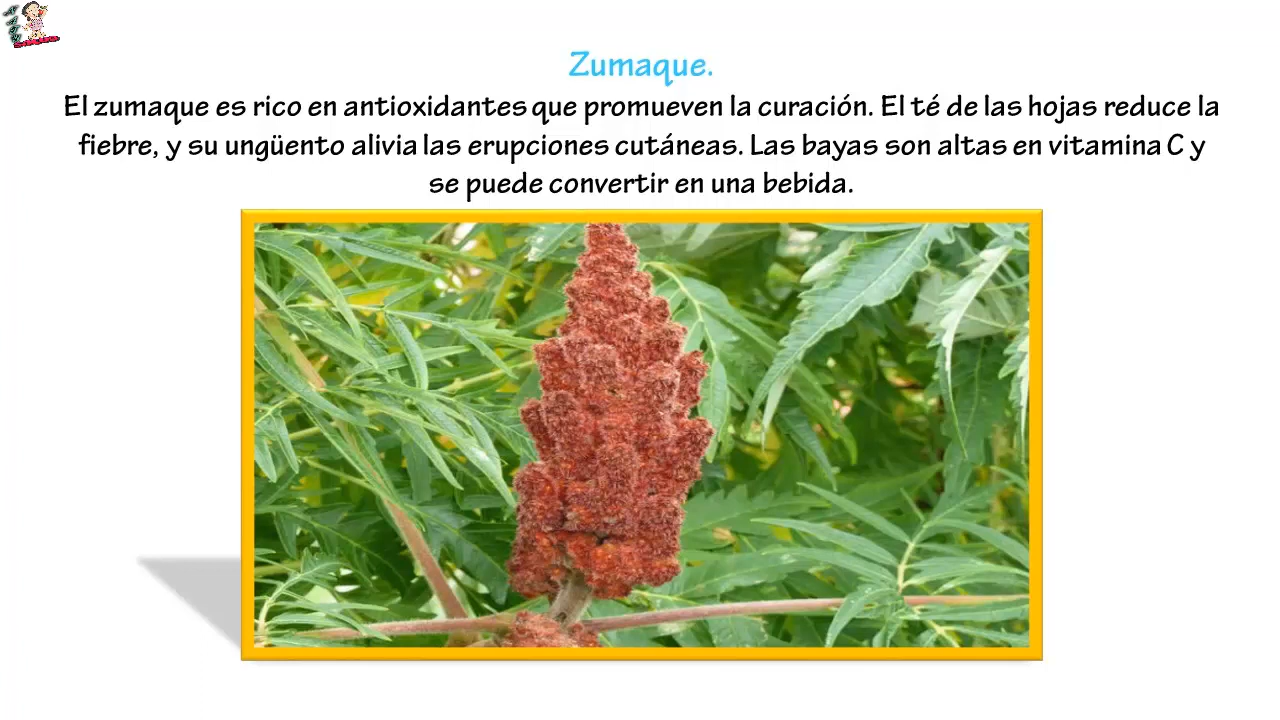 Zumaque.
El zumaque es rico en antioxidantes que promueven la curación. El té de las hojas reduce la
fiebre, y su ungüento alivia las erupciones cutáneas. Las bayas son altas en vitamina C y
se puede convertir en una bebida.